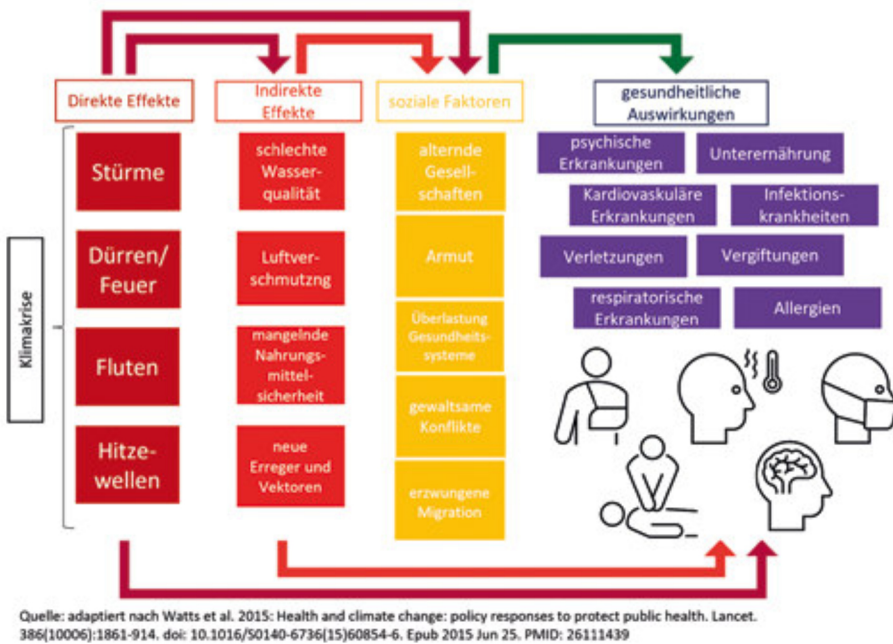 Direkte Effekte
Indirekte
Effekte
soziale Faktoren
gesundheitliche
Auswirkungen
Klimakrise
Stürme
Dürren/
Feuer
Fluten
Hitze-
wellen
schlechte
Wasser-
qualität
Luftver-
schmutzng
mangelnde
Nahrungs-
mittel-
sicherheit
neue
Erreger und
Vektoren
alternde
Gesell-
schaften
Armut
Überlastung
Gesundheits-
systeme
gewaltsame
Konflikte
erzwungene
Migration
psychische
Erkrankungen
Unterernährung
Kardiovaskuläre
Erkrankungen
Infektions-
krankheiten
Verletzungen
Vergiftungen
respiratorische
Erkrankungen
Allergien
Quelle: adaptiert nach Watts et al. 2015: Health and climate change: policy responses to protect public health. Lancet.
386(10006):1861-914. doi: 10.1016/S0140-6736(15)60854-6. Epub 2015 Jun 25. PMID: 26111439